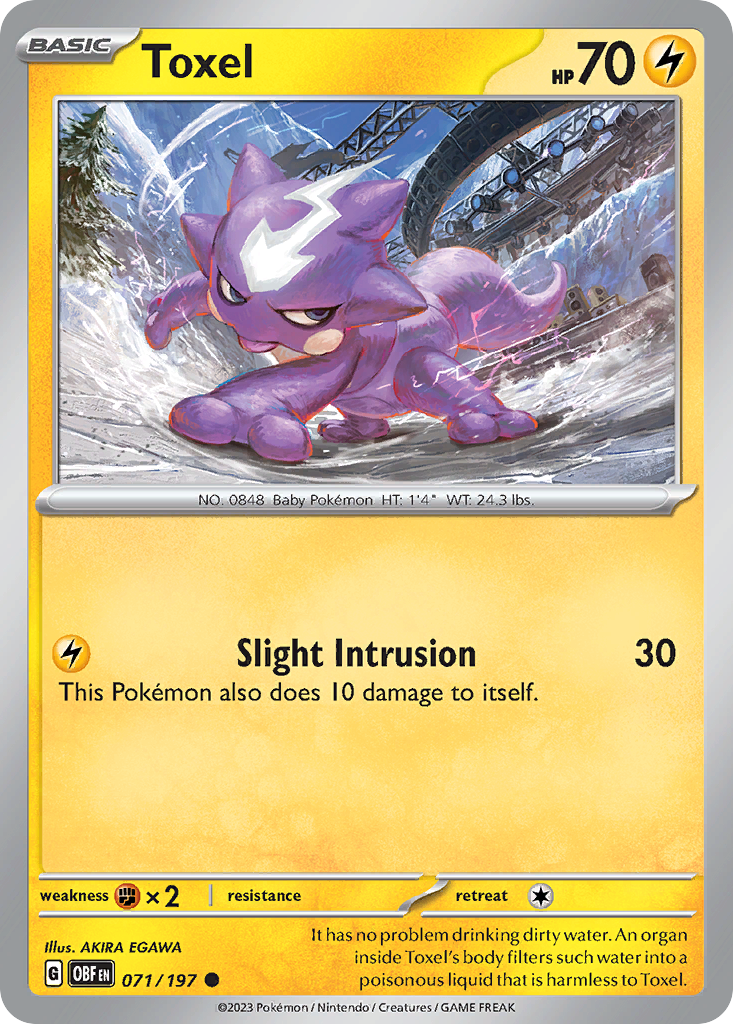 BASIC
Toxel
HP 70
NO. 0848 Baby Pokémon HT: 1'4" WT: 24.3 lbs.
Slight Intrusion 30
This Pokémon also does 10 damage to itself.
weakness ×2 resistance retreat
Illus. AKIRA EGAWA
G OBF EN 071/197
It has no problem drinking dirty water. An organ
inside Toxel's body filters such water into a
poisonous liquid that is harmless to Toxel.
©2023 Pokémon / Nintendo / Creatures / GAME FREAK